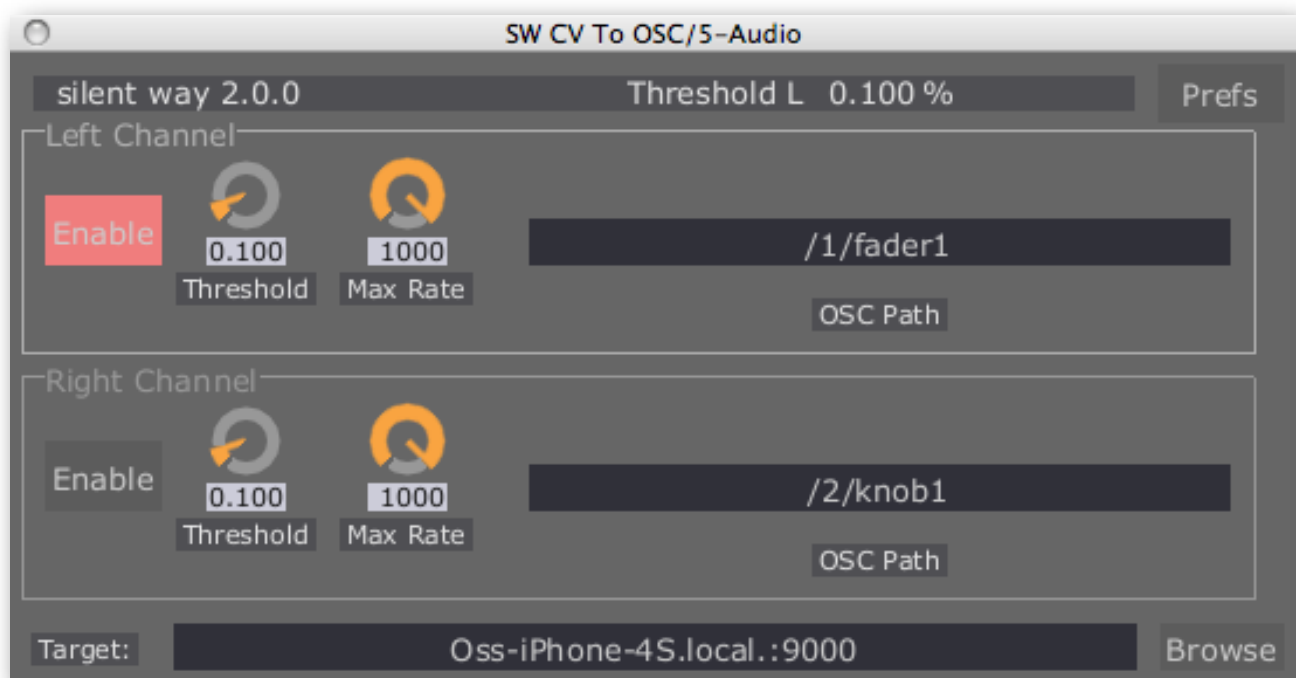 SW CV To OSC/5-Audio
silent way 2.0.0 Threshold L 0.100 % Prefs
Left Channel
Enable
0.100 1000
Threshold Max Rate
/1/fader1
OSC Path
Right Channel
Enable
0.100 1000
Threshold Max Rate
/2/knob1
OSC Path
Target: Oss-iPhone-4S.local.:9000 Browse